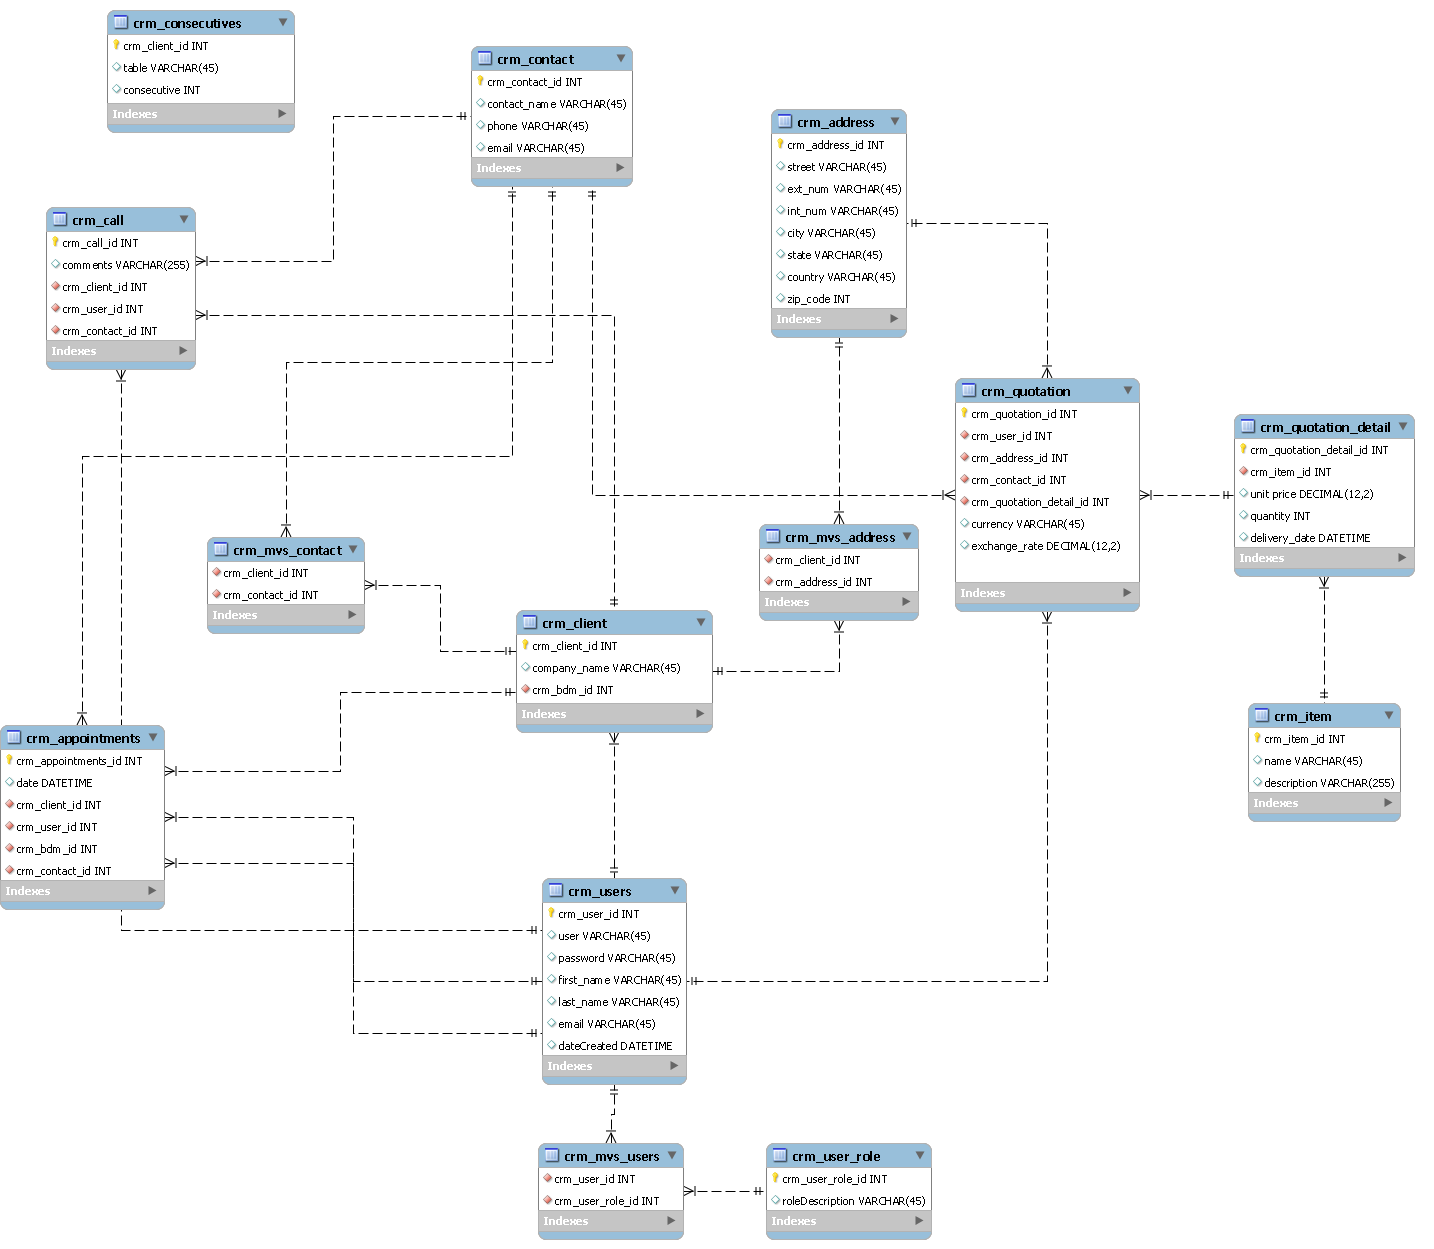 crm_consecutives
crm_client_id INT
table VARCHAR(45)
consecutive INT
Indexes
crm_contact
crm_contact_id INT
contact_name VARCHAR(45)
phone VARCHAR(45)
email VARCHAR(45)
Indexes
crm_address
crm_address_id INT
street VARCHAR(45)
ext_num VARCHAR(45)
int_num VARCHAR(45)
city VARCHAR(45)
state VARCHAR(45)
country VARCHAR(45)
zip_code INT
Indexes
crm_call
crm_call_id INT
comments VARCHAR(255)
crm_client_id INT
crm_user_id INT
crm_contact_id INT
Indexes
crm_quotation
crm_quotation_id INT
crm_user_id INT
crm_address_id INT
crm_contact_id INT
crm_quotation_detail_id INT
currency VARCHAR(45)
exchange_rate DECIMAL(12,2)
Indexes
crm_quotation_detail
crm_quotation_detail_id INT
crm_item_id INT
unit price DECIMAL(12,2)
quantity INT
delivery_date DATETIME
Indexes
crm_mvs_contact
crm_client_id INT
crm_contact_id INT
Indexes
crm_mvs_address
crm_client_id INT
crm_address_id INT
Indexes
crm_client
crm_client_id INT
company_name VARCHAR(45)
crm_bdm_id INT
Indexes
crm_item
crm_item_id INT
name VARCHAR(45)
description VARCHAR(255)
Indexes
crm_appointments
crm_appointments_id INT
date DATETIME
crm_client_id INT
crm_user_id INT
crm_bdm_id INT
crm_contact_id INT
Indexes
crm_users
crm_user_id INT
user VARCHAR(45)
password VARCHAR(45)
first_name VARCHAR(45)
last_name VARCHAR(45)
email VARCHAR(45)
dateCreated DATETIME
Indexes
crm_mvs_users
crm_user_id INT
crm_user_role_id INT
Indexes
crm_user_role
crm_user_role_id INT
roleDescription VARCHAR(45)
Indexes